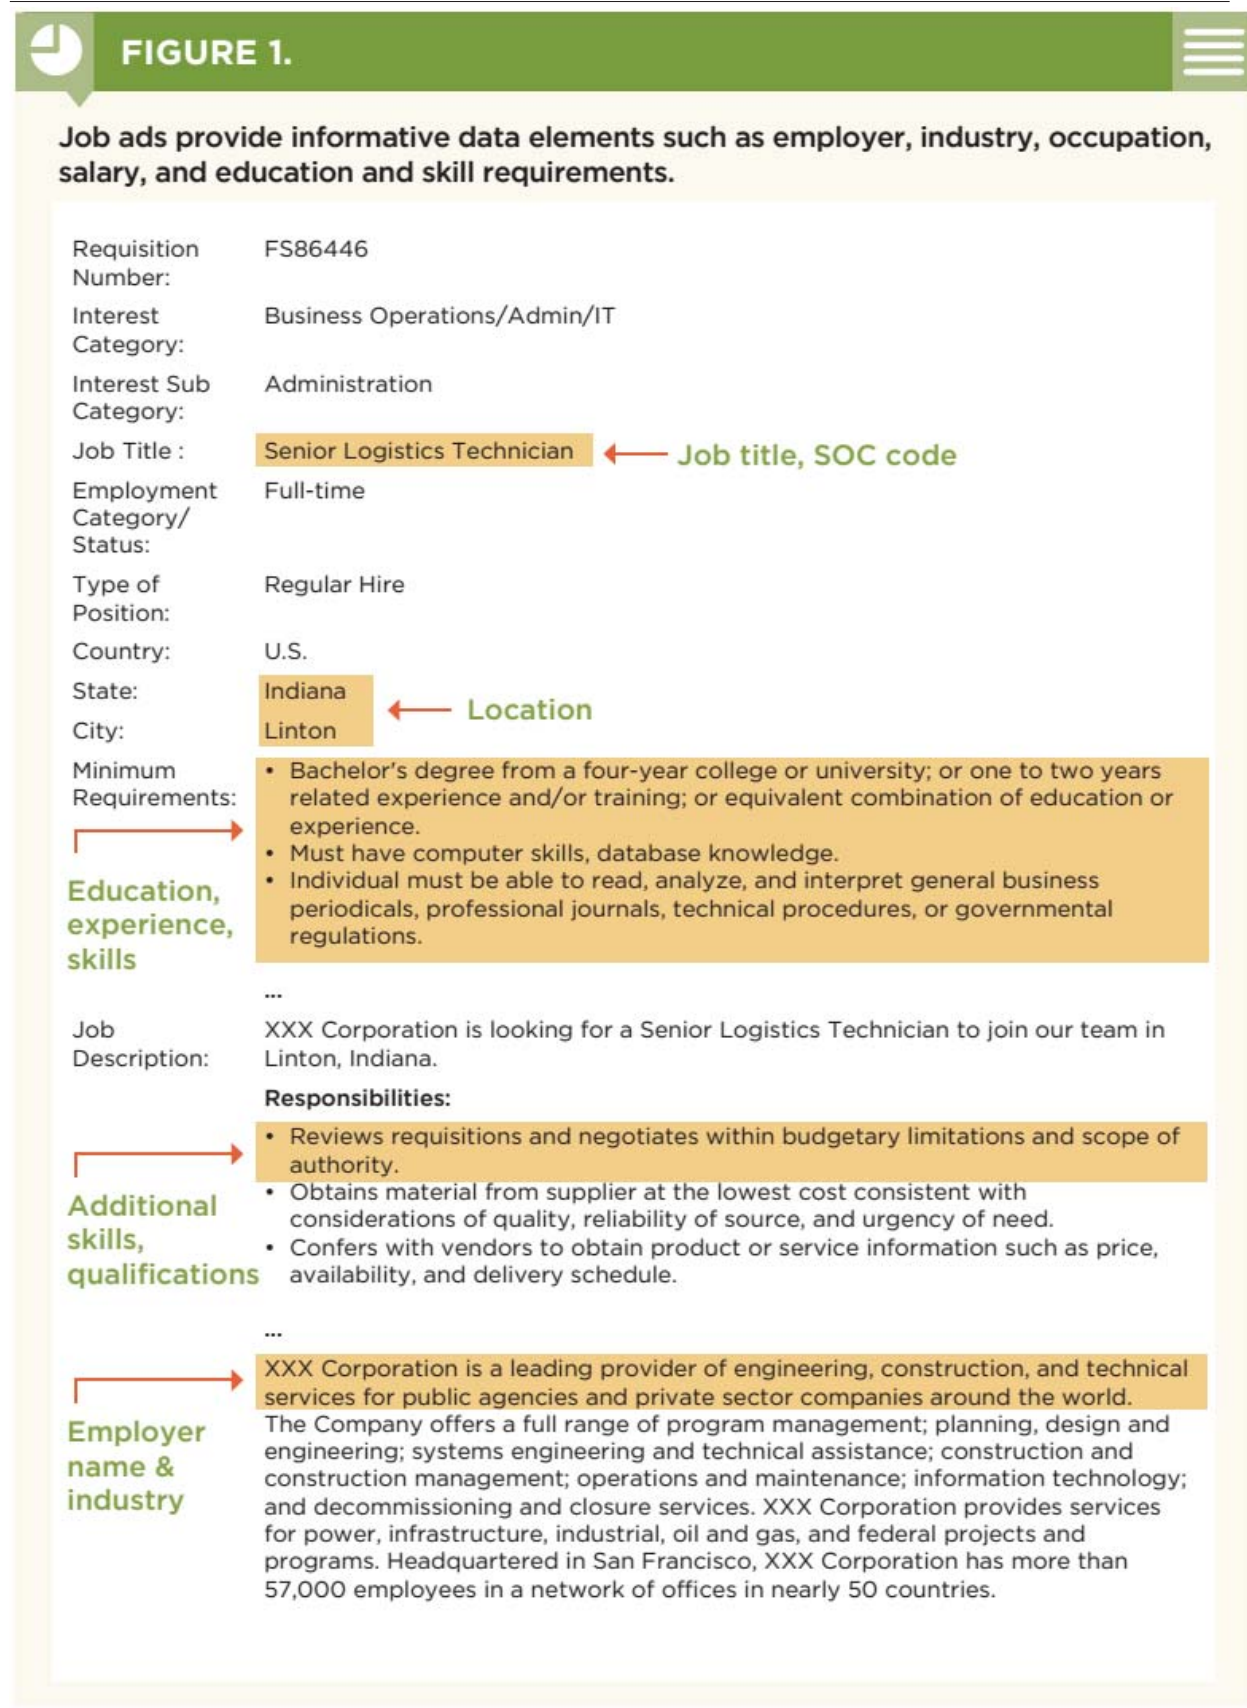 FIGURE 1.
Job ads provide informative data elements such as employer, industry, occupation,
salary, and education and skill requirements.
Requisition
Number:
FS86446
Interest
Category:
Business Operations/Admin/IT
Interest Sub
Category:
Administration
Job Title :
Senior Logistics Technician
Job title, SOC code
Employment
Category/
Status:
Full-time
Type of
Position:
Regular Hire
Country:
U.S.
State:
Indiana
City:
Linton
Location
Minimum
Requirements:
Education,
experience,
skills
• Bachelor's degree from a four-year college or university; or one to two years
related experience and/or training; or equivalent combination of education or
experience.
• Must have computer skills, database knowledge.
• Individual must be able to read, analyze, and interpret general business
periodicals, professional journals, technical procedures, or governmental
regulations.
...
Job
Description:
XXX Corporation is looking for a Senior Logistics Technician to join our team in
Linton, Indiana.
Responsibilities:
Additional
skills,
qualifications
• Reviews requisitions and negotiates within budgetary limitations and scope of
authority.
• Obtains material from supplier at the lowest cost consistent with
considerations of quality, reliability of source, and urgency of need.
• Confers with vendors to obtain product or service information such as price,
availability, and delivery schedule.
...
Employer
name &
industry
XXX Corporation is a leading provider of engineering, construction, and technical
services for public agencies and private sector companies around the world.
The Company offers a full range of program management; planning, design and
engineering; systems engineering and technical assistance; construction and
construction management; operations and maintenance; information technology;
and decommissioning and closure services. XXX Corporation provides services
for power, infrastructure, industrial, oil and gas, and federal projects and
programs. Headquartered in San Francisco, XXX Corporation has more than
57,000 employees in a network of offices in nearly 50 countries.